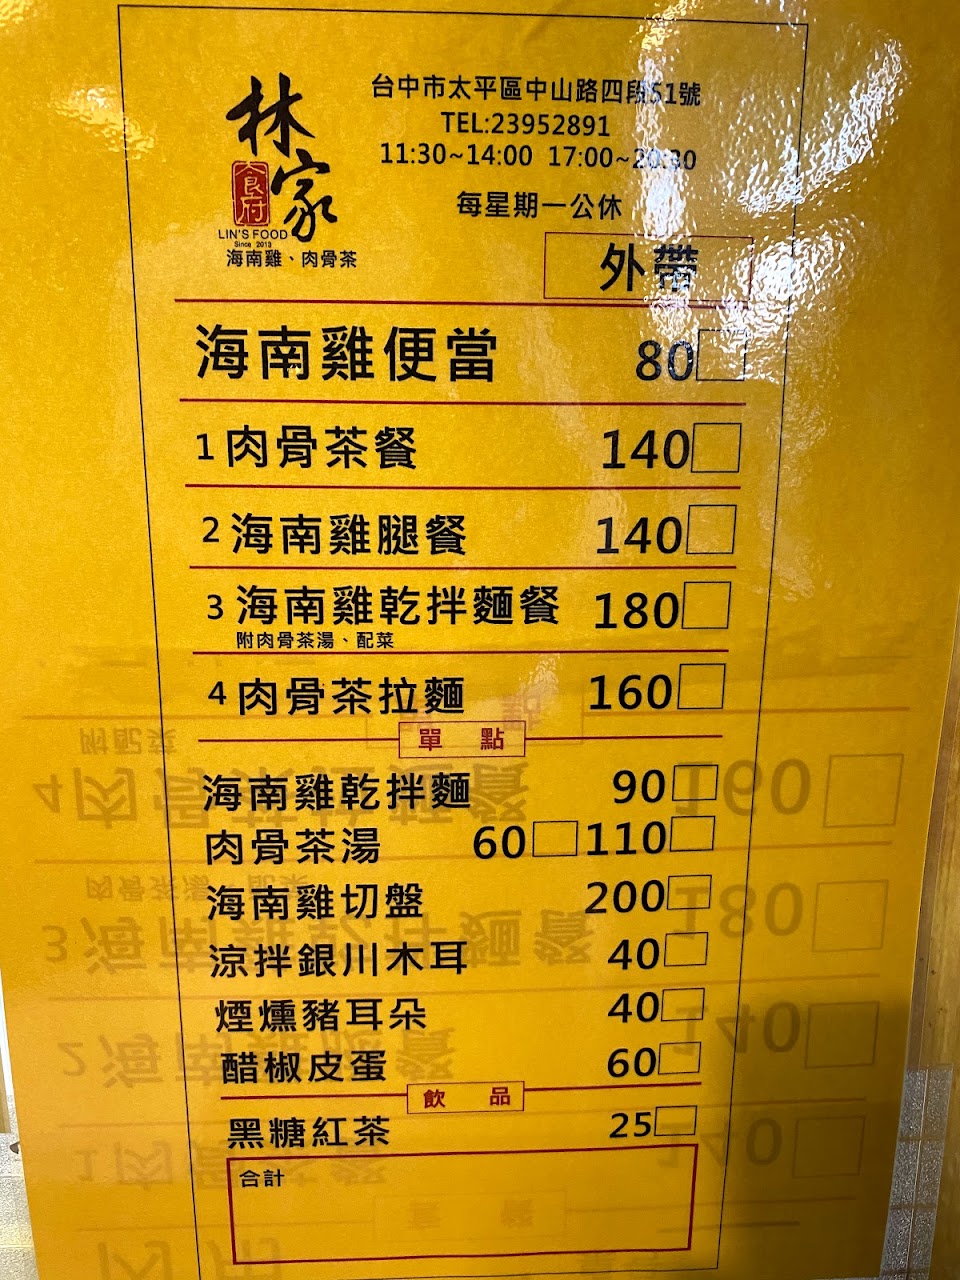 林家
食府
LIN'S FOOD
Since 2013
海南雞、肉骨茶
台中市太平區中山路四段51號
TEL:23952891
11:30~14:00 17:00~20:30
每星期一公休
外帶
海南雞便當 80
1 肉骨茶餐 140
2 海南雞腿餐 140
3 海南雞乾拌麵餐 180
附肉骨茶湯、配菜
4 肉骨茶拉麵 160
單 點
海南雞乾拌麵 90
肉骨茶湯 60 110
海南雞切盤 200
涼拌銀川木耳 40
煙燻豬耳朵 40
醋椒皮蛋 60
飲 品
黑糖紅茶 25
合計